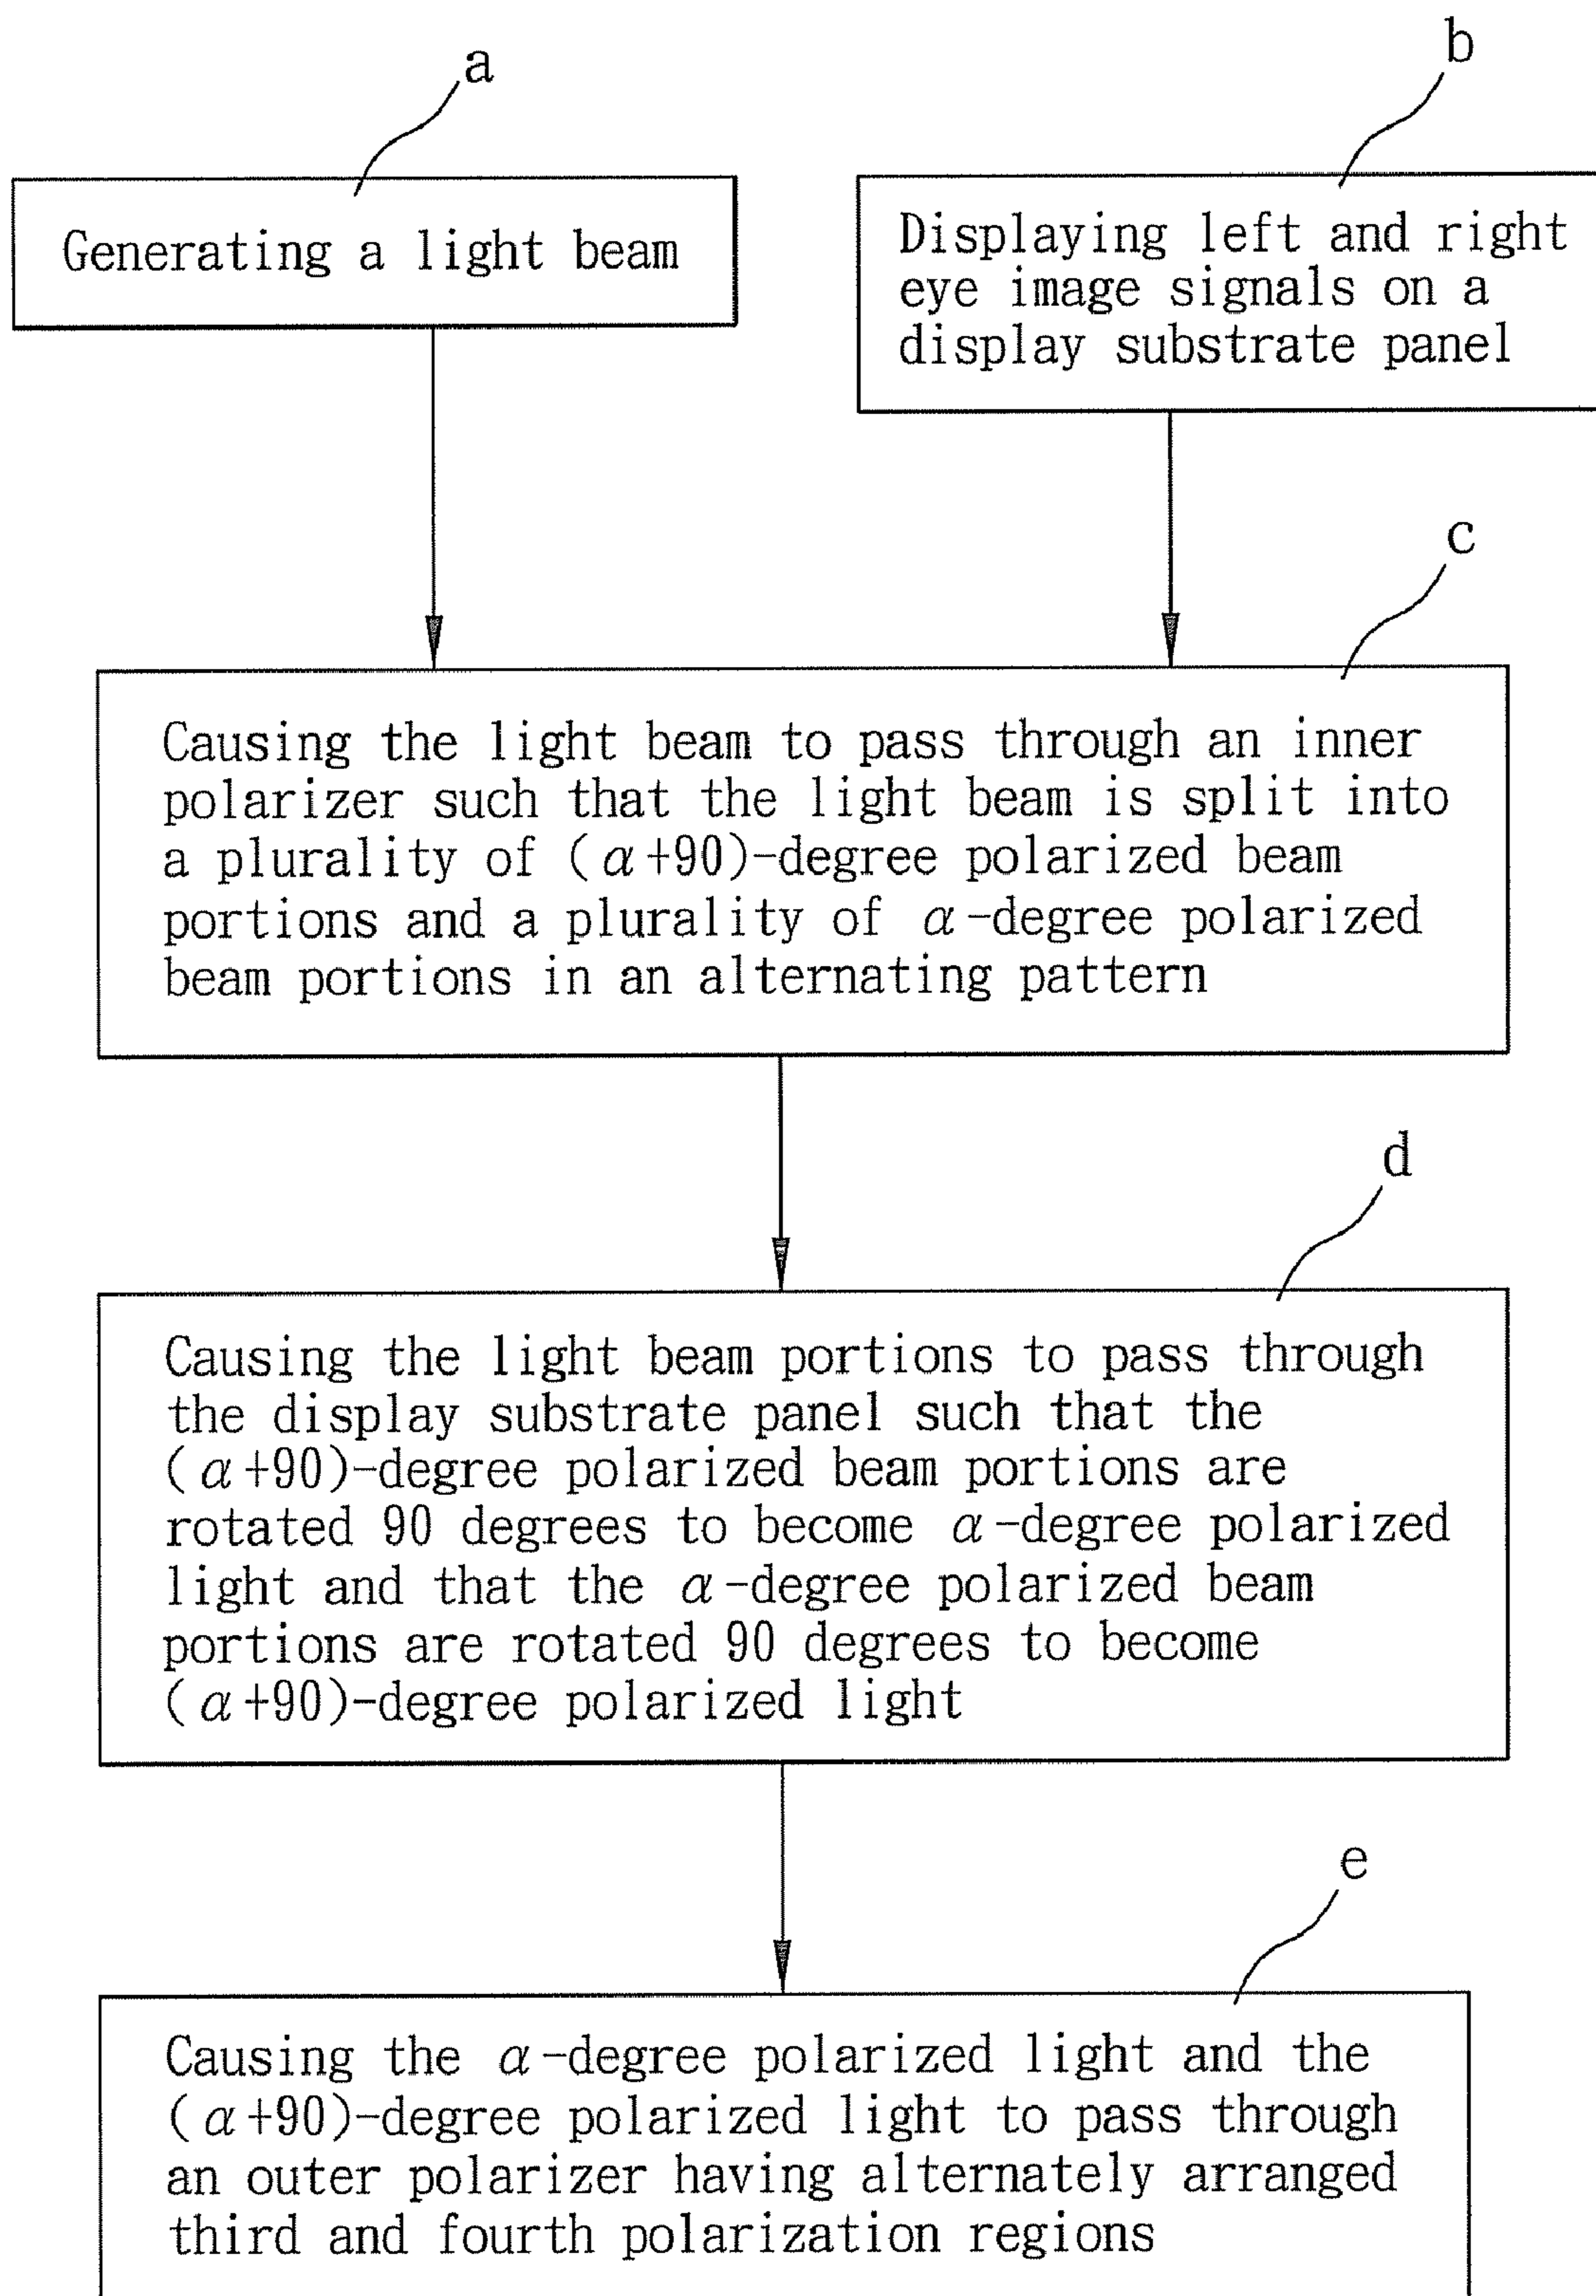 a
b
Generating a light beam
Displaying left and right
eye image signals on a
display substrate panel
c
Causing the light beam to pass through an inner
polarizer such that the light beam is split into
a plurality of (α+90)-degree polarized beam
portions and a plurality of α-degree polarized
beam portions in an alternating pattern
d
Causing the light beam portions to pass through
the display substrate panel such that the
(α+90)-degree polarized beam portions are
rotated 90 degrees to become α-degree polarized
light and that the α-degree polarized beam
portions are rotated 90 degrees to become
(α+90)-degree polarized light
e
Causing the α-degree polarized light and the
(α+90)-degree polarized light to pass through
an outer polarizer having alternately arranged
third and fourth polarization regions